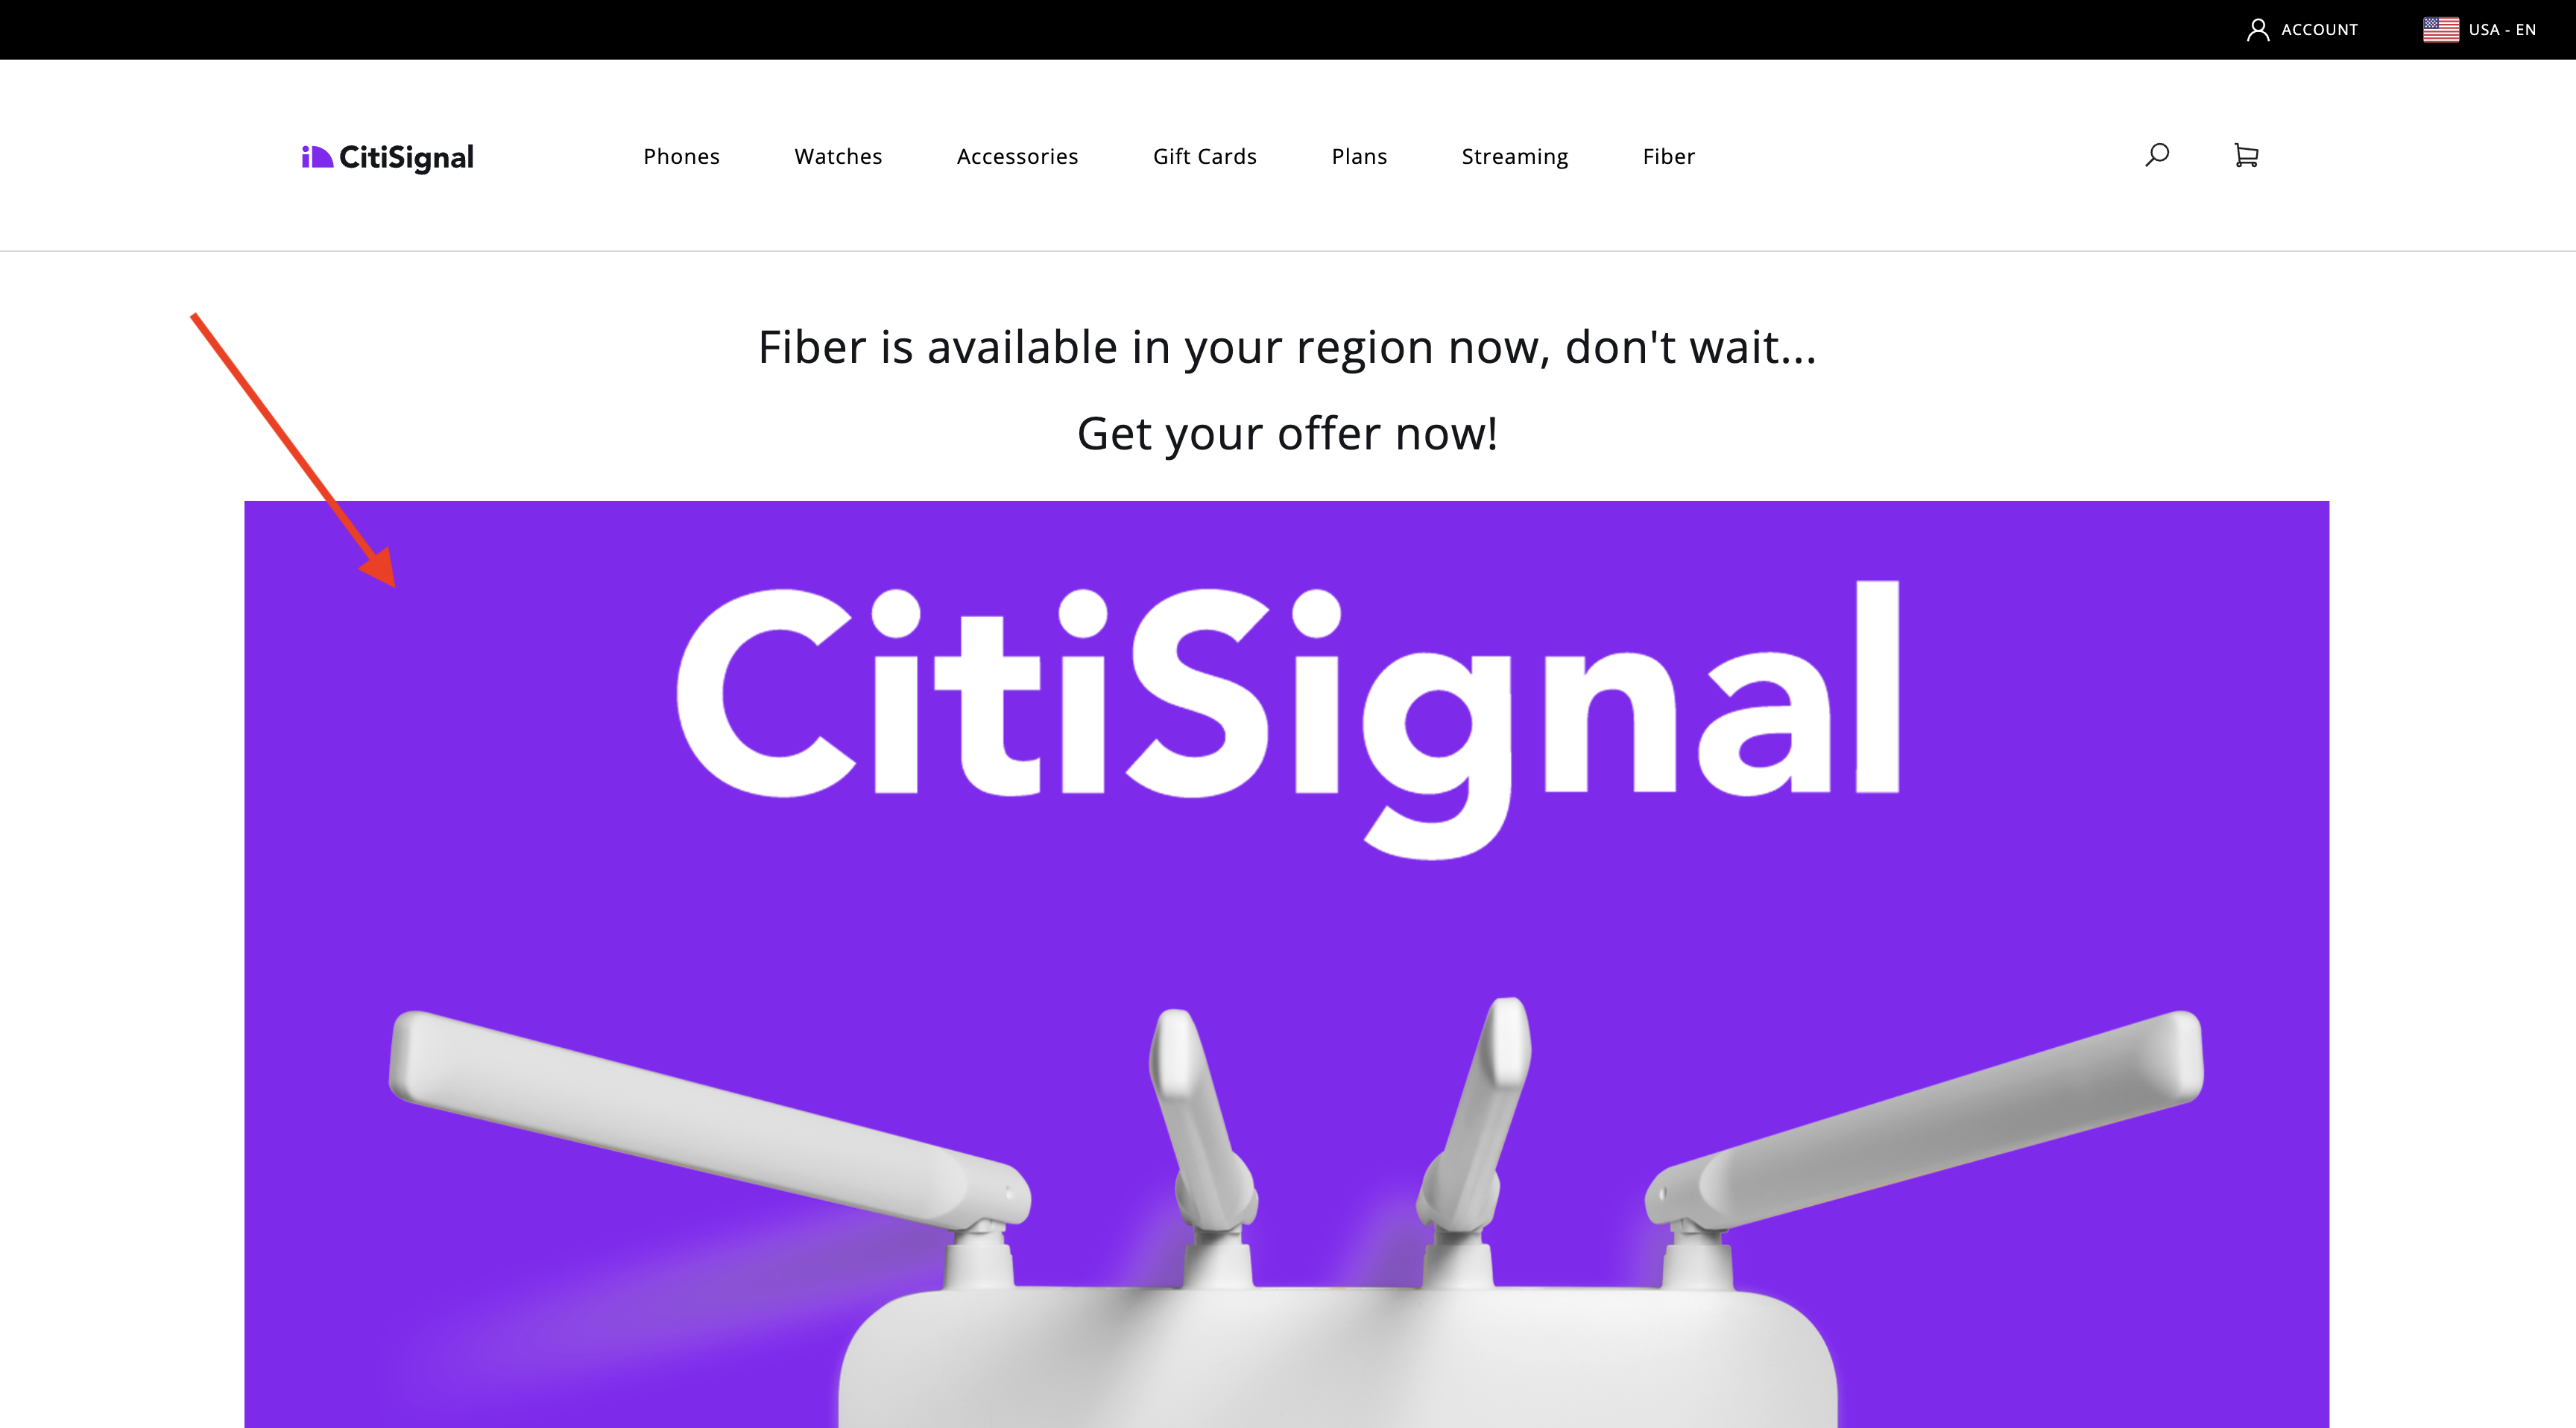 ACCOUNT USA - EN
CitiSignal Phones Watches Accessories Gift Cards Plans Streaming Fiber
Fiber is available in your region now, don't wait...
Get your offer now!
CitiSignal